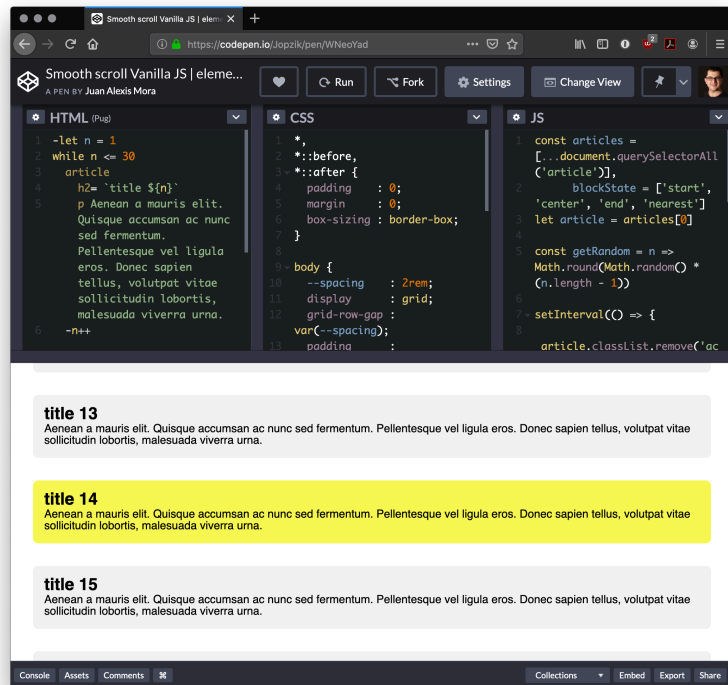 Smooth scroll Vanilla JS | eleme
https://codepen.io/Jopzik/pen/WNeoYad
2
Smooth scroll Vanilla JS | eleme...
A PEN BY Juan Alexis Mora
Run
Fork
Settings
Change View
HTML (Pug)
1 -let n = 1
2 while n <= 30
3 article
4 h2= `title ${n}`
5 p Aenean a mauris elit.
Quisque accumsan ac nunc
sed fermentum.
Pellentesque vel ligula
eros. Donec sapien
tellus, volutpat vitae
sollicitudin lobortis,
malesuada viverra urna.
6 -n++
CSS
1 *,
2 *::before,
3 *::after {
4 padding : 0;
5 margin : 0;
6 box-sizing : border-box;
7 }
8
9 body {
10 --spacing : 2rem;
11 display : grid;
12 grid-row-gap :
var(--spacing);
13 padding :
JS
1 const articles =
[...document.querySelectorAll
('article')],
2 blockState = ['start',
'center', 'end', 'nearest']
3 let article = articles[0]
4
5 const getRandom = n =>
Math.round(Math.random() *
(n.length - 1))
6
7 setInterval(() => {
8
article.classList.remove('ac
title 13
Aenean a mauris elit. Quisque accumsan ac nunc sed fermentum. Pellentesque vel ligula eros. Donec sapien tellus, volutpat vitae
sollicitudin lobortis, malesuada viverra urna.
title 14
Aenean a mauris elit. Quisque accumsan ac nunc sed fermentum. Pellentesque vel ligula eros. Donec sapien tellus, volutpat vitae
sollicitudin lobortis, malesuada viverra urna.
title 15
Aenean a mauris elit. Quisque accumsan ac nunc sed fermentum. Pellentesque vel ligula eros. Donec sapien tellus, volutpat vitae
sollicitudin lobortis, malesuada viverra urna.
Console Assets Comments ⌘ Collections Embed Export Share